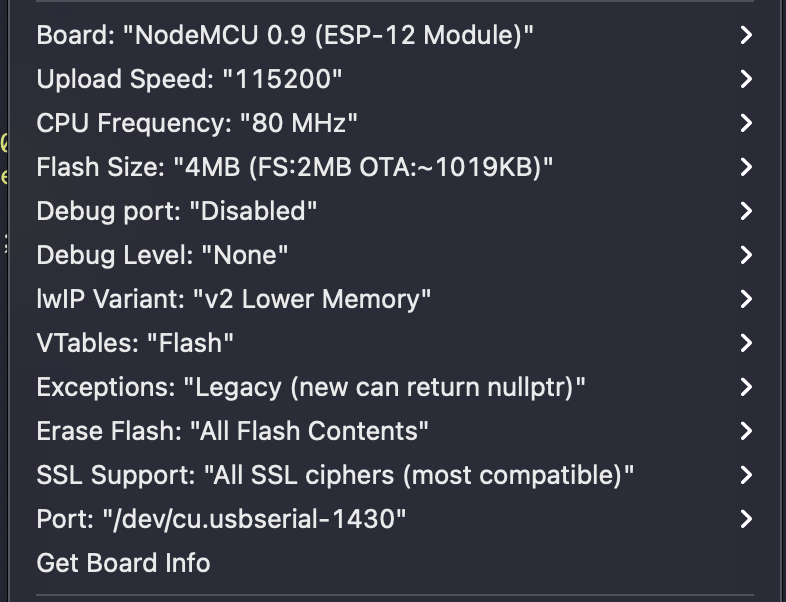 Board: "NodeMCU 0.9 (ESP-12 Module)"
Upload Speed: "115200"
CPU Frequency: "80 MHz"
Flash Size: "4MB (FS:2MB OTA:~1019KB)"
Debug port: "Disabled"
Debug Level: "None"
lwIP Variant: "v2 Lower Memory"
VTables: "Flash"
Exceptions: "Legacy (new can return nullptr)"
Erase Flash: "All Flash Contents"
SSL Support: "All SSL ciphers (most compatible)"
Port: "/dev/cu.usbserial-1430"
Get Board Info